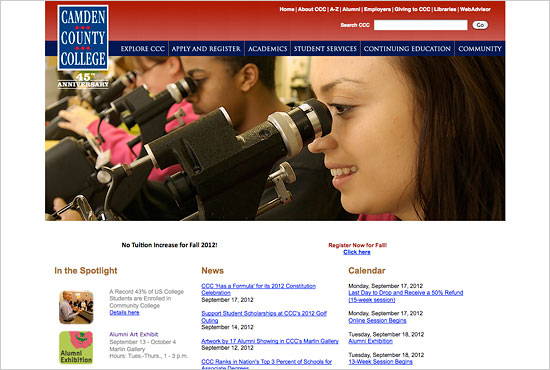 CAMDEN
COUNTY
COLLEGE
45TH
ANNIVERSARY
Home | About CCC | A-Z | Alumni | Employers | Giving to CCC | Libraries | WebAdvisor
Search CCC
Go
EXPLORE CCC
APPLY AND REGISTER
ACADEMICS
STUDENT SERVICES
CONTINUING EDUCATION
COMMUNITY
No Tuition Increase for Fall 2012!
Register Now for Fall!
Click here
In the Spotlight
A Record 43% of US College
Students are Enrolled in
Community College
Details here
Alumni
Exhibition
Alumni Art Exhibit
September 13 - October 4
Marlin Gallery
Hours: Tues.-Thurs., 1 - 3 p.m.
News
CCC 'Has a Formula' for its 2012 Constitution
Celebration
September 17, 2012
Support Student Scholarships at CCC's 2012 Golf
Outing
September 14, 2012
Artwork by 17 Alumni Showing in CCC's Marlin Gallery
September 12, 2012
CCC Ranks in Nation's Top 3 Percent of Schools for
Associate Degrees
Calendar
Monday, September 17, 2012
Last Day to Drop and Receive a 50% Refund
(15-week session)
Monday, September 17, 2012
Online Session Begins
Tuesday, September 18, 2012
Alumni Exhibition
Tuesday, September 18, 2012
13-Week Session Begins